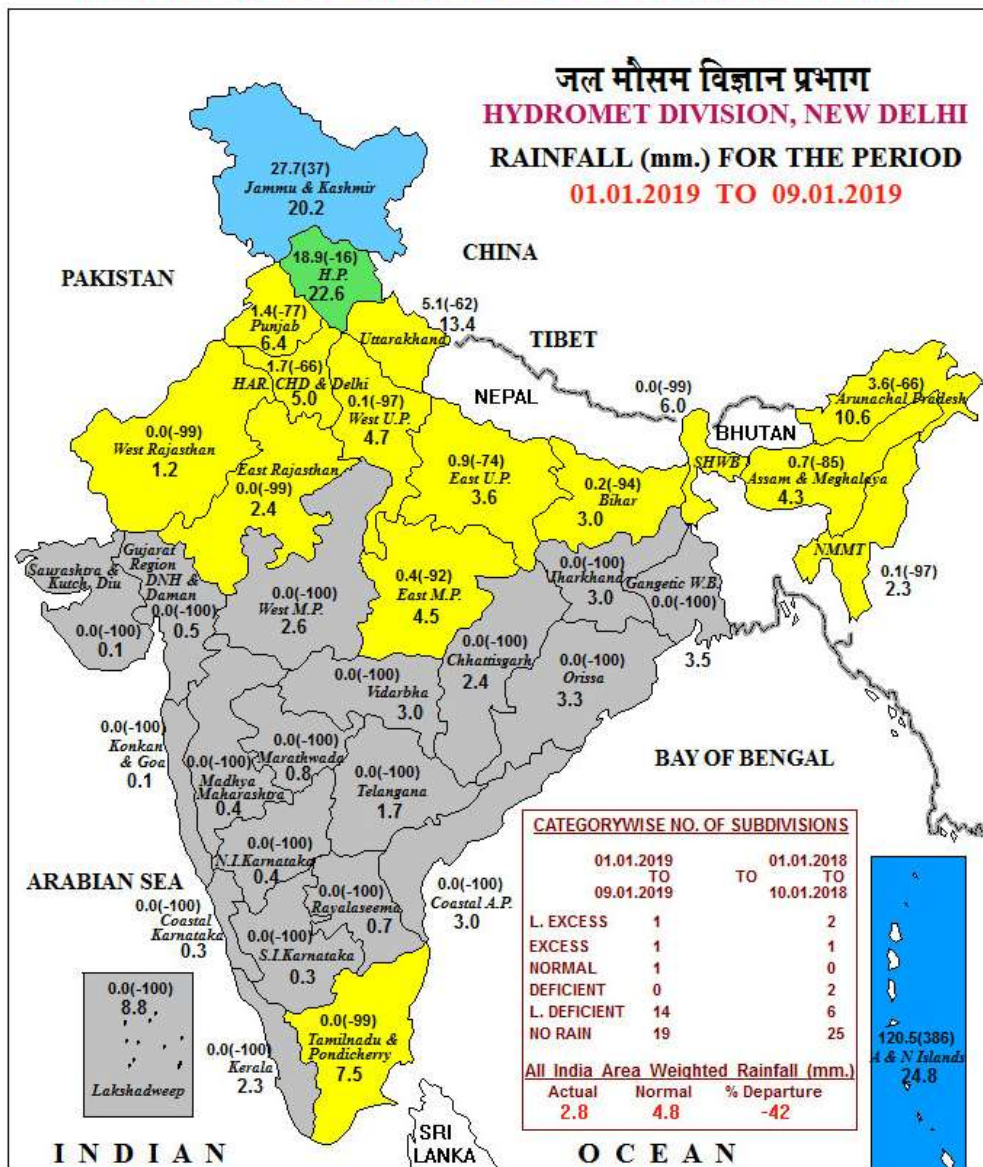 जल मौसम विज्ञान प्रभाग
HYDROMET DIVISION, NEW DELHI
RAINFALL (mm.) FOR THE PERIOD
01.01.2019 TO 09.01.2019
27.7(37)
Jammu & Kashmir
20.2
CHINA
PAKISTAN
18.9(-16)
H.P.
22.6
1.4(-77)
Punjab
6.4
5.1(-62)
13.4
Uttarakhand
TIBET
1.7(-66)
HAR. CHD & Delhi
5.0
NEPAL
0.1(-97)
West U.P.
4.7
0.0(-99)
6.0
SHWB
BHUTAN
3.6(-66)
Arunachal Pradesh
10.6
0.0(-99)
West Rajasthan
1.2
East Rajasthan
0.0(-99)
2.4
0.9(-74)
East U.P.
3.6
0.2(-94)
Bihar
3.0
0.7(-85)
Assam & Meghalaya
4.3
NMMT
0.1(-97)
2.3
Saurashtra &
Kutch, Diu
0.0(-100)
0.1
Gujarat
Region
DNH &
Daman
0.0(-100)
0.5
0.0(-100)
West M.P.
2.6
0.4(-92)
East M.P.
4.5
0.0(-100)
Jharkhand
3.0
Gangetic W.B.
0.0(-100)
3.5
0.0(-100)
Chhattisgarh
2.4
0.0(-100)
Orissa
3.3
0.0(-100)
Vidarbha
3.0
0.0(-100)
Konkan
& Goa
0.1
0.0(-100)
Madhya
Maharashtra
0.4
0.0(-100)
Marathwada
0.8
0.0(-100)
Telangana
1.7
BAY OF BENGAL
0.0(-100)
N.I.Karnataka
0.4
ARABIAN SEA
0.0(-100)
Coastal
Karnataka
0.3
0.0(-100)
S.I.Karnataka
0.3
0.0(-100)
Rayalaseema
0.7
0.0(-100)
Coastal A.P.
3.0
0.0(-100)
8.8
Lakshadweep
0.0(-100)
Kerala
2.3
0.0(-99)
Tamilnadu &
Pondicherry
7.5
CATEGORYWISE NO. OF SUBDIVISIONS
01.01.2019 01.01.2018
TO TO TO
09.01.2019 10.01.2018
L. EXCESS 1 2
EXCESS 1 1
NORMAL 1 0
DEFICIENT 0 2
L. DEFICIENT 14 6
NO RAIN 19 25
All India Area Weighted Rainfall (mm.)
Actual Normal % Departure
2.8 4.8 -42
120.5(386)
A & N Islands
24.8
SRI
LANKA
INDIAN OCEAN